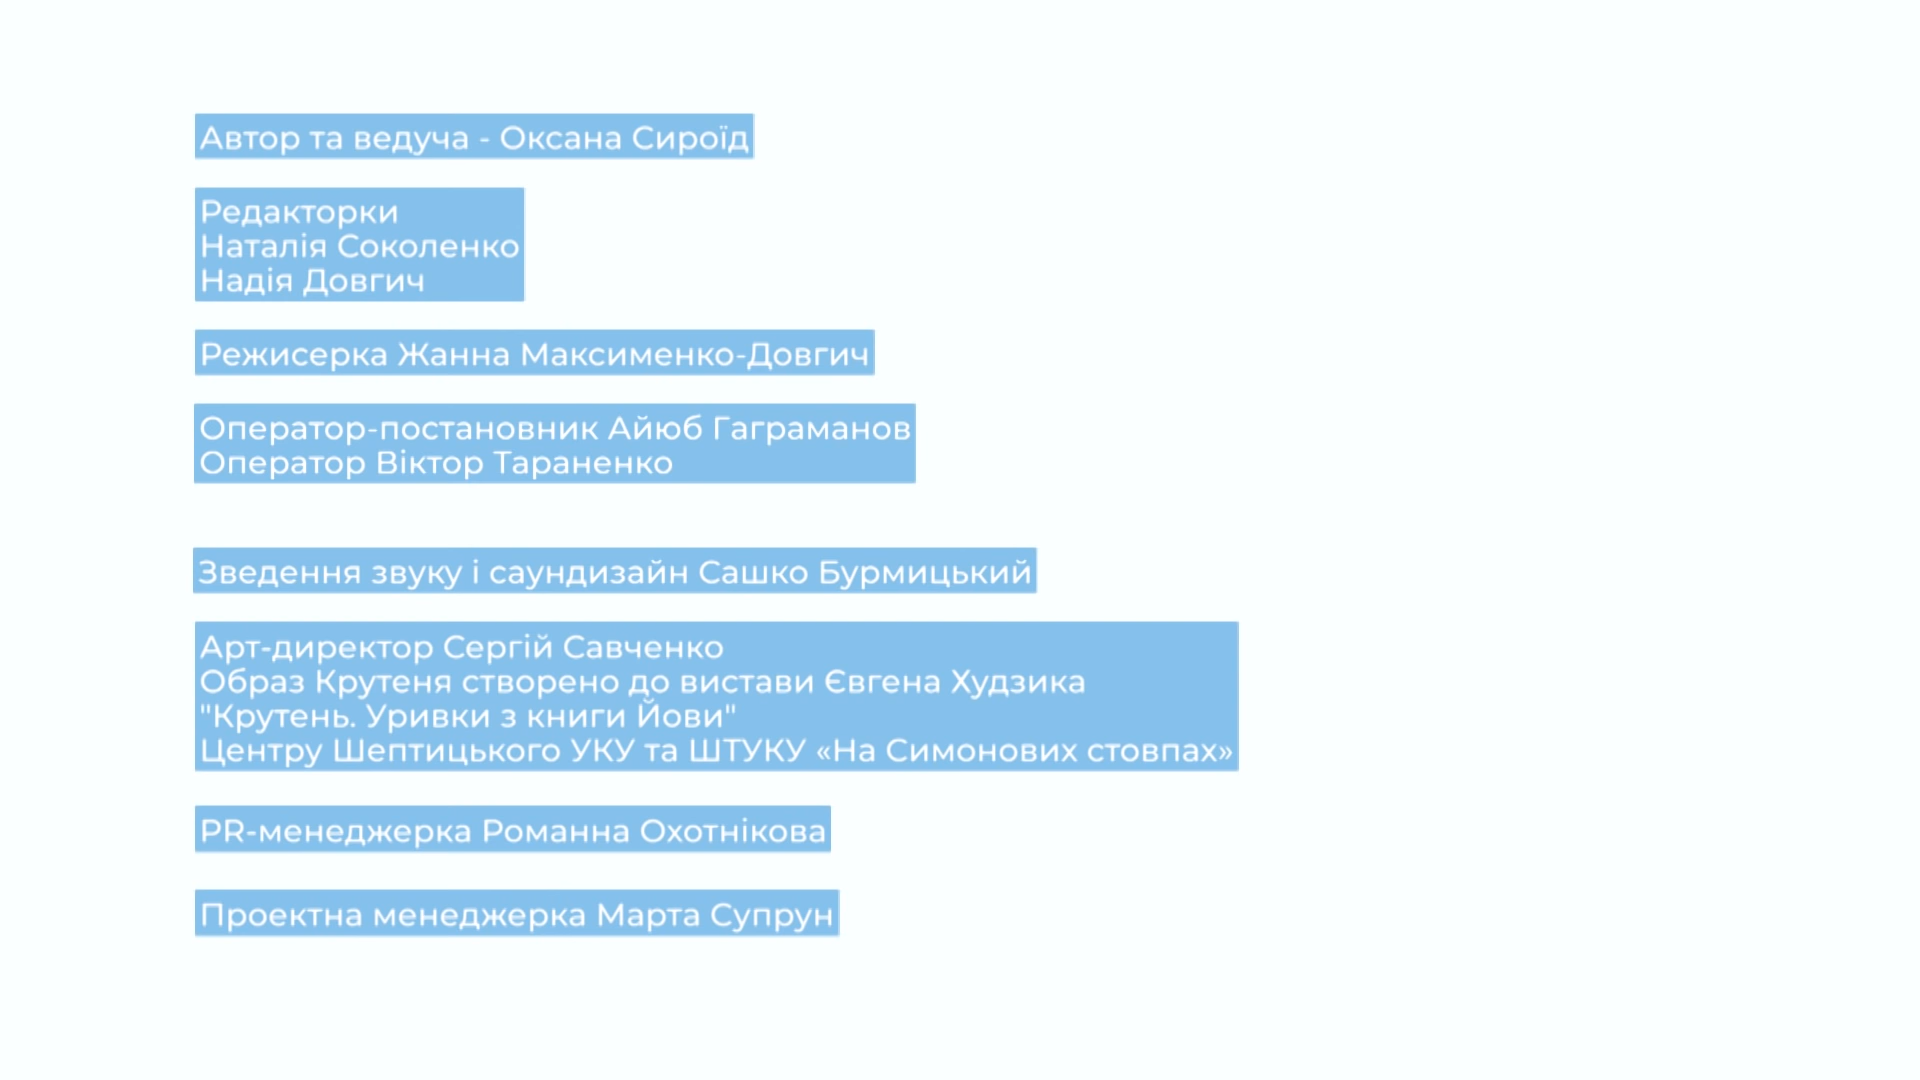 Автор та ведуча - Оксана Сироїд
Редакторки
Наталія Соколенко
Надія Довгич
Режисерка Жанна Максименко-Довгич
Оператор-постановник Айюб Гаграманов
Оператор Віктор Тараненко
Зведення звуку і саундизайн Сашко Бурмицький
Арт-директор Сергій Савченко
Образ Крутеня створено до вистави Євгена Худзика
"Крутень. Уривки з книги Йови"
Центру Шептицького УКУ та ШТУКУ «На Симонових стовпах»
PR-менеджерка Романна Охотнікова
Проектна менеджерка Марта Супрун